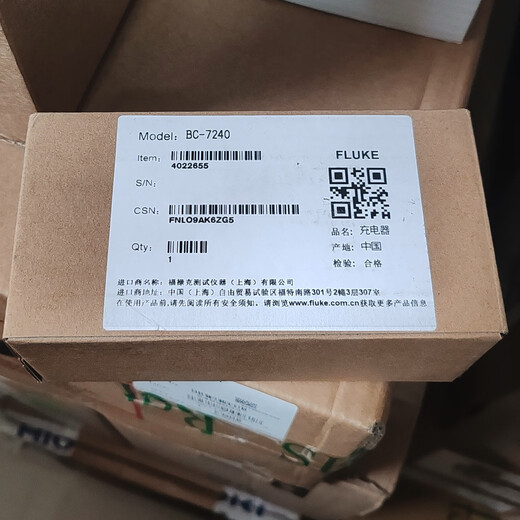 Model: BC-7240
Item:
4022655
FLUKE
S/N:
CSN:
FNLO9AK6ZG5
品名: 充电器
Qty:
1
产地: 中国
检验: 合格
进口商名称: 福禄克测试仪器（上海）有限公司
进口商地址: 中国（上海）自由贸易试验区福特南路301号2幢3层307室
在使用产品前,请先阅读所有安全须知, 请浏览www.fluke.com.cn获取更多产品信息